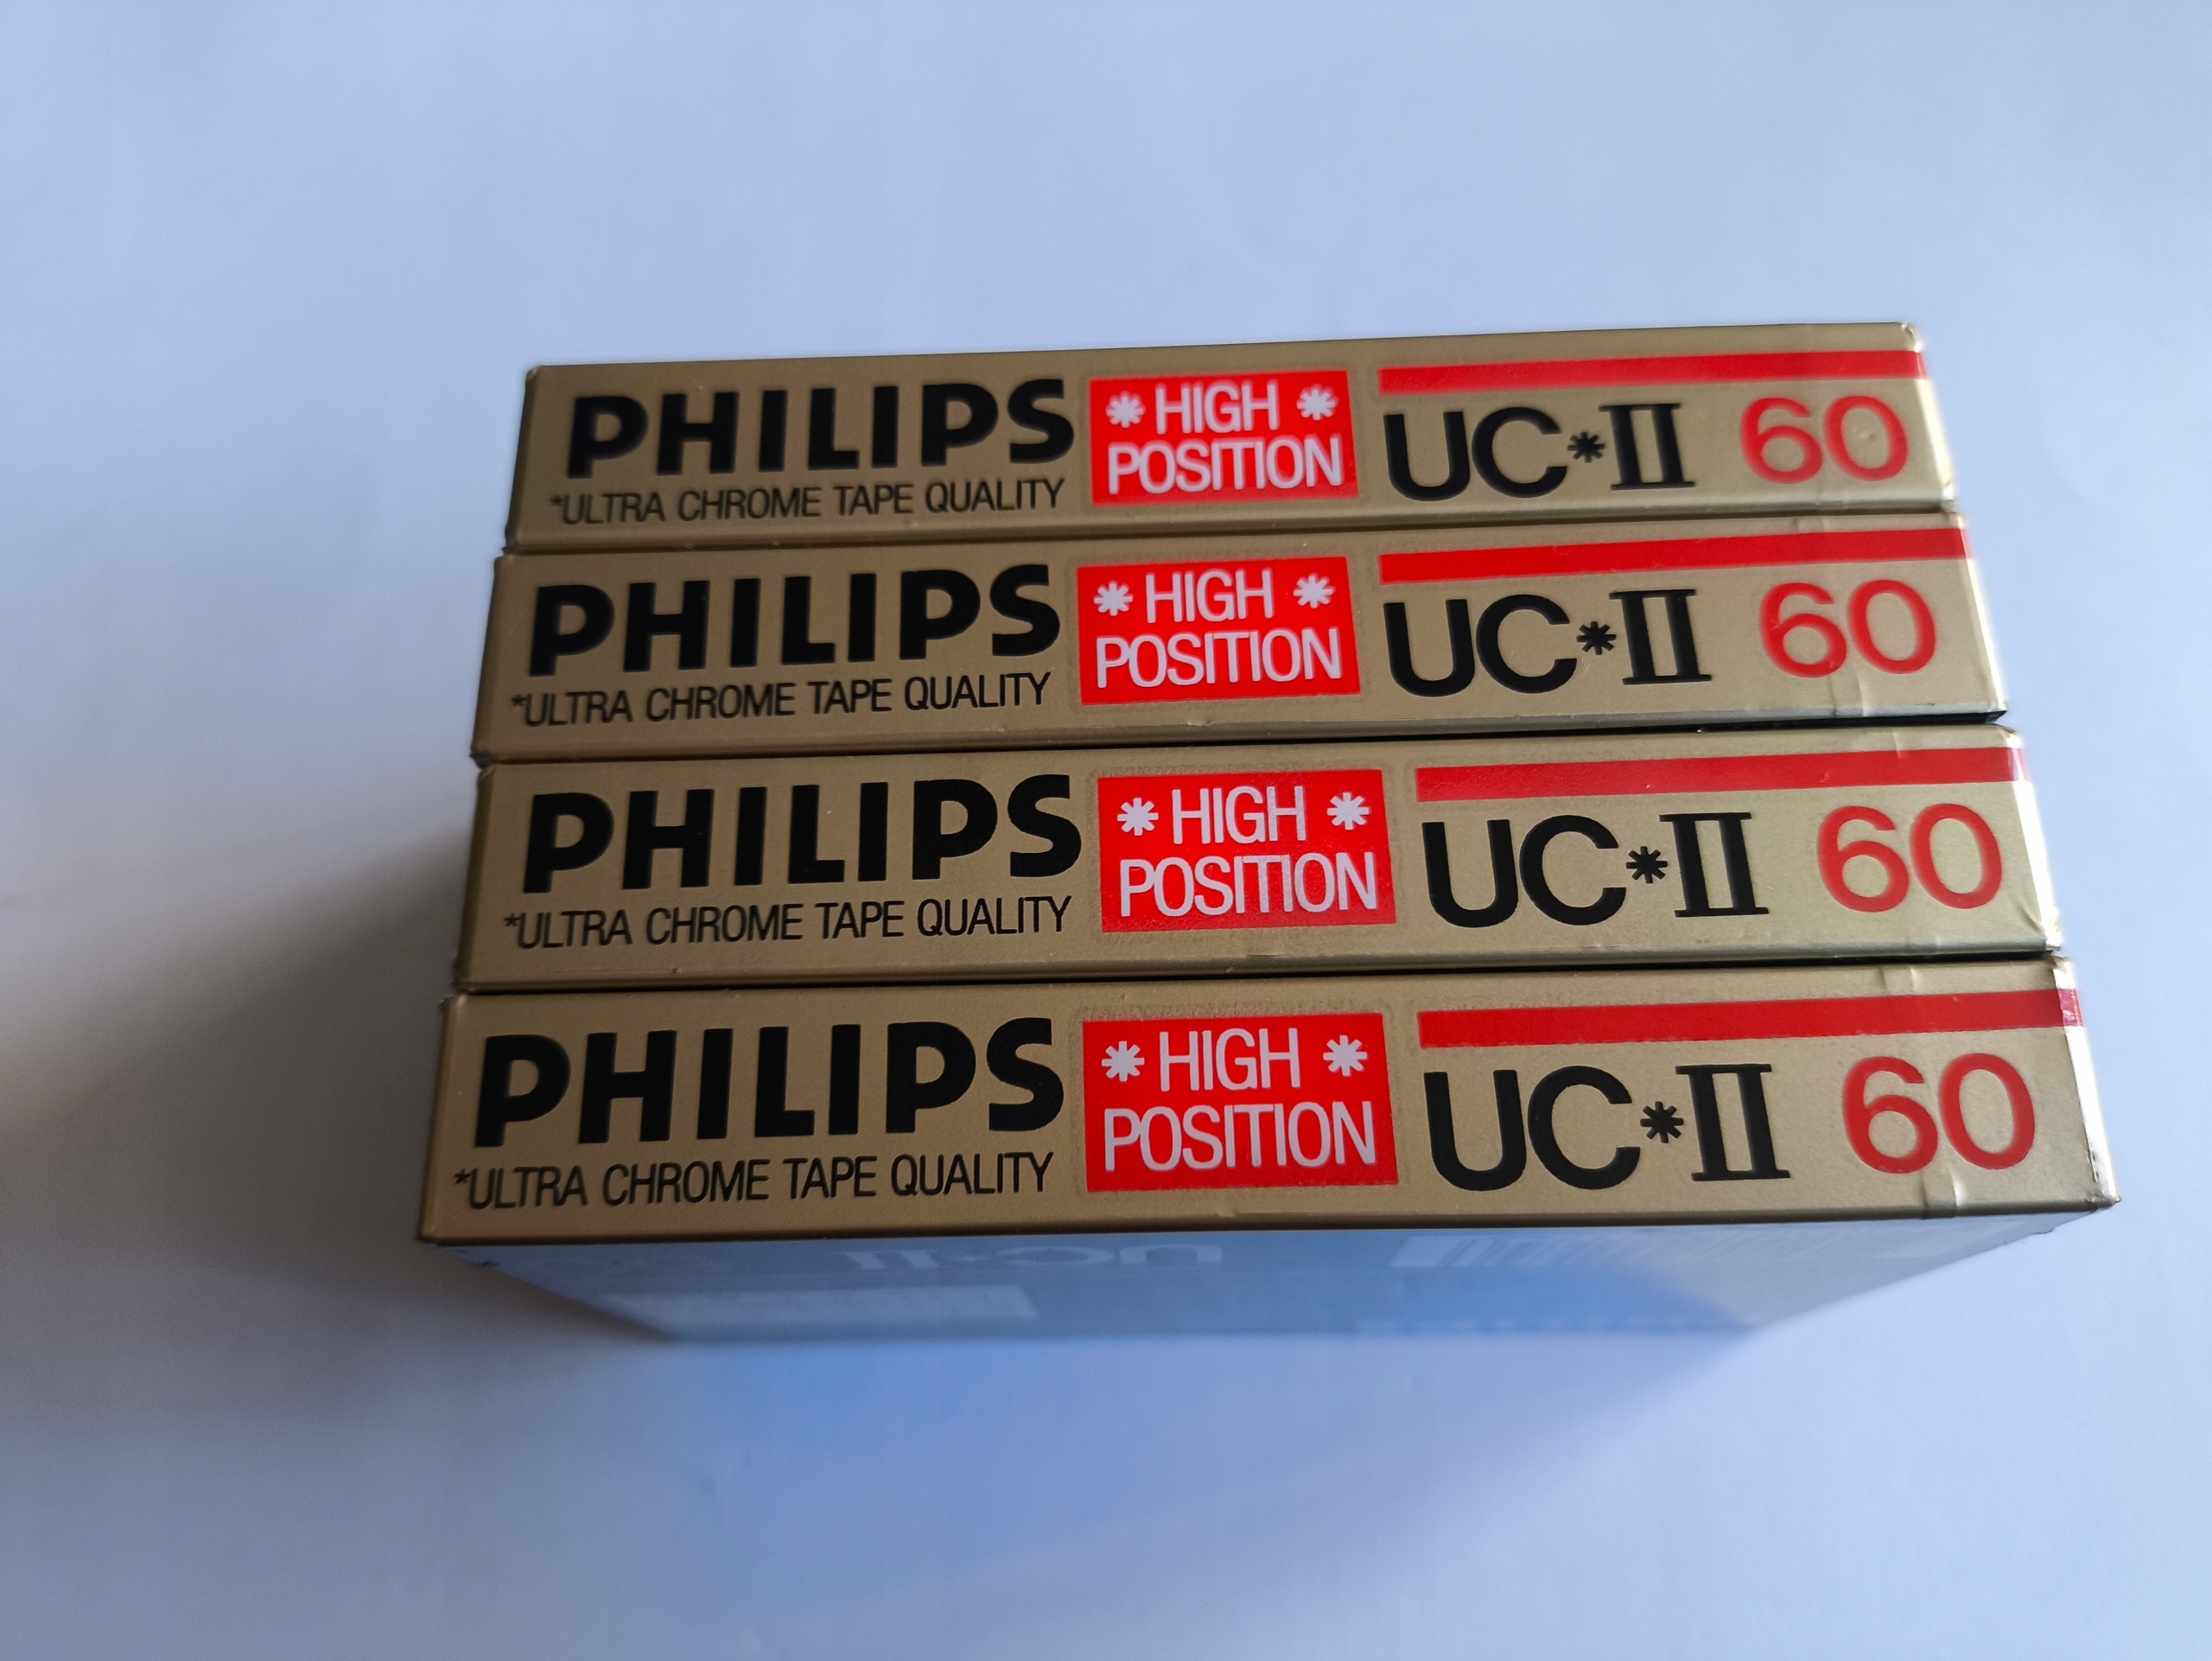 PHILIPS
*ULTRA CHROME TAPE QUALITY
* HIGH *
POSITION
UC*II 60
PHILIPS
*ULTRA CHROME TAPE QUALITY
* HIGH *
POSITION
UC*II 60
PHILIPS
*ULTRA CHROME TAPE QUALITY
* HIGH *
POSITION
UC*II 60
PHILIPS
*ULTRA CHROME TAPE QUALITY
* HIGH *
POSITION
UC*II 60